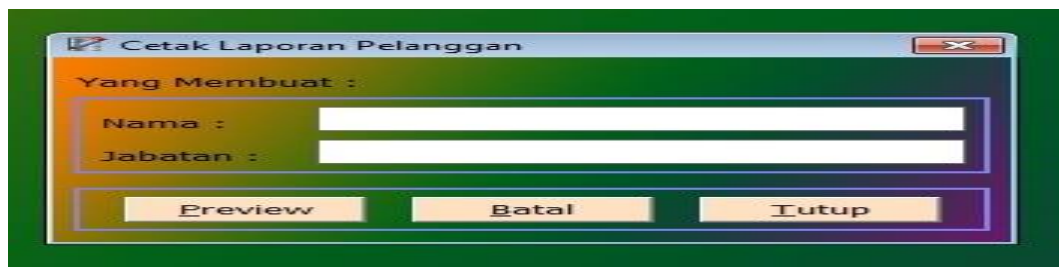 Cetak Laporan Pelanggan
Yang Membuat :
Nama :
Jabatan :
Preview Batal Tutup